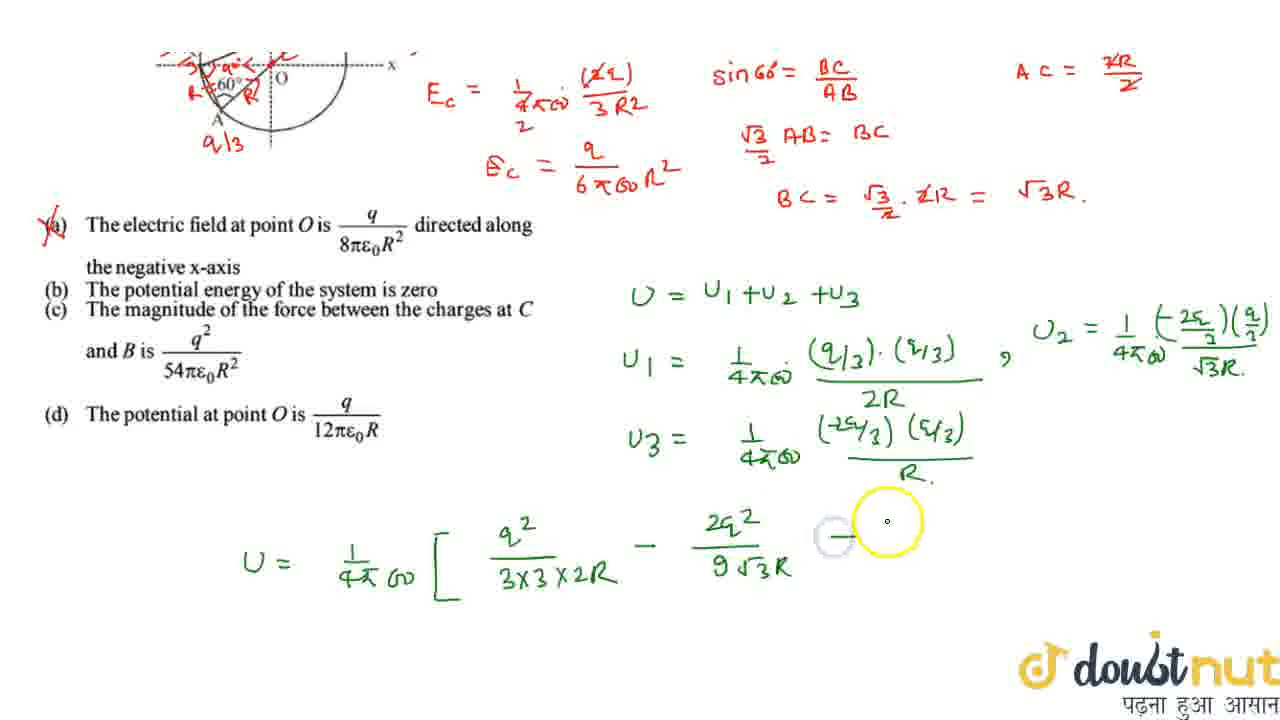 90°
C
x
O
R
60°
R
A
q/3
E_c = 1/4πε₀ (2q)/3R2
2
E_c = q/6πε₀R²
sin60° = BC/AB
√3/2 AB = BC
BC = √3/2 · 2R = √3R.
AC = 2R/2
(a) The electric field at point O is q/8πε₀R² directed along
the negative x-axis
(b) The potential energy of the system is zero
(c) The magnitude of the force between the charges at C
and B is q²/54πε₀R²
(d) The potential at point O is q/12πε₀R
U = U₁ + U₂ + U₃
U₁ = 1/4πε₀ · (q/3)·(q/3)/2R , U₂ = 1/4πε₀ (-2q/3)(q/3)/√3R.
U₃ = 1/4πε₀ (-2q/3)(q/3)/R.
U = 1/4πε₀ [ q²/3×3×2R − 2q²/9√3R −
doubtnut
पढ़ना हुआ आसान